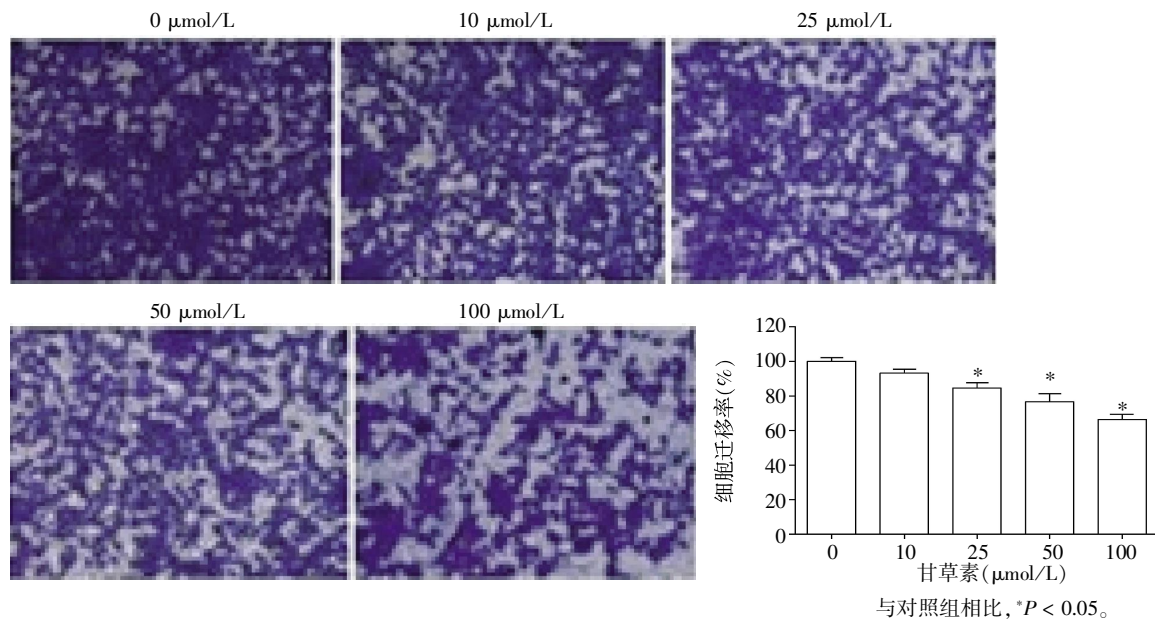 0 μmol/L
10 μmol/L
25 μmol/L
50 μmol/L
100 μmol/L
120
100
80
60
40
20
0
细胞迁移率(%)
*
*
*
0 10 25 50 100
甘草素(μmol/L)
与对照组相比,*P < 0.05。